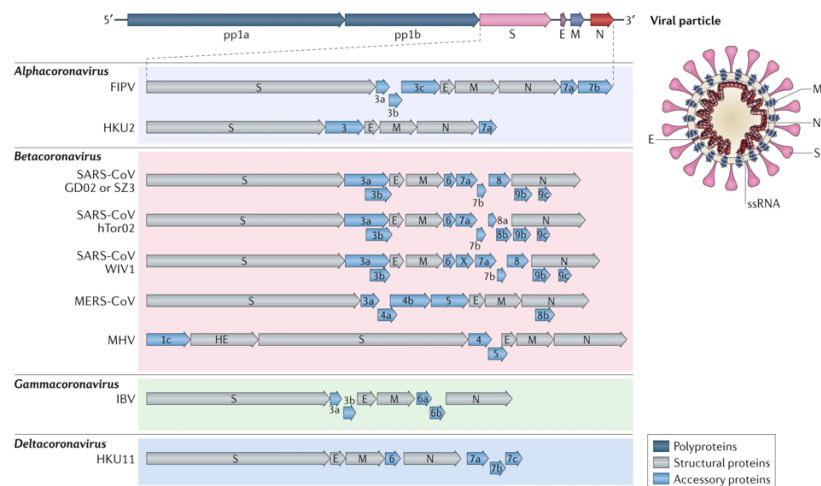 5′ pp1a pp1b S E M N 3′
Viral particle
M
N
E
S
ssRNA
Alphacoronavirus
FIPV S 3a 3b 3c E M N 7a 7b
HKU2 S 3 E M N 7a
Betacoronavirus
SARS-CoV
GD02 or SZ3 S 3a 3b E M 6 7a 7b 8 N 9b 9c
SARS-CoV
hTor02 S 3a 3b E M 6 7a 7b 8a 8b N 9b 9c
SARS-CoV
WIV1 S 3a 3b E M 6 X 7a 7b 8 N 9b 9c
MERS-CoV S 3a 4a 4b 5 E M N 8b
MHV 1c HE S 4 5 E M N
Gammacoronavirus
IBV S 3a 3b E M 6a 6b N
Deltacoronavirus
HKU11 S E M 6 N 7a 7b 7c
Polyproteins
Structural proteins
Accessory proteins